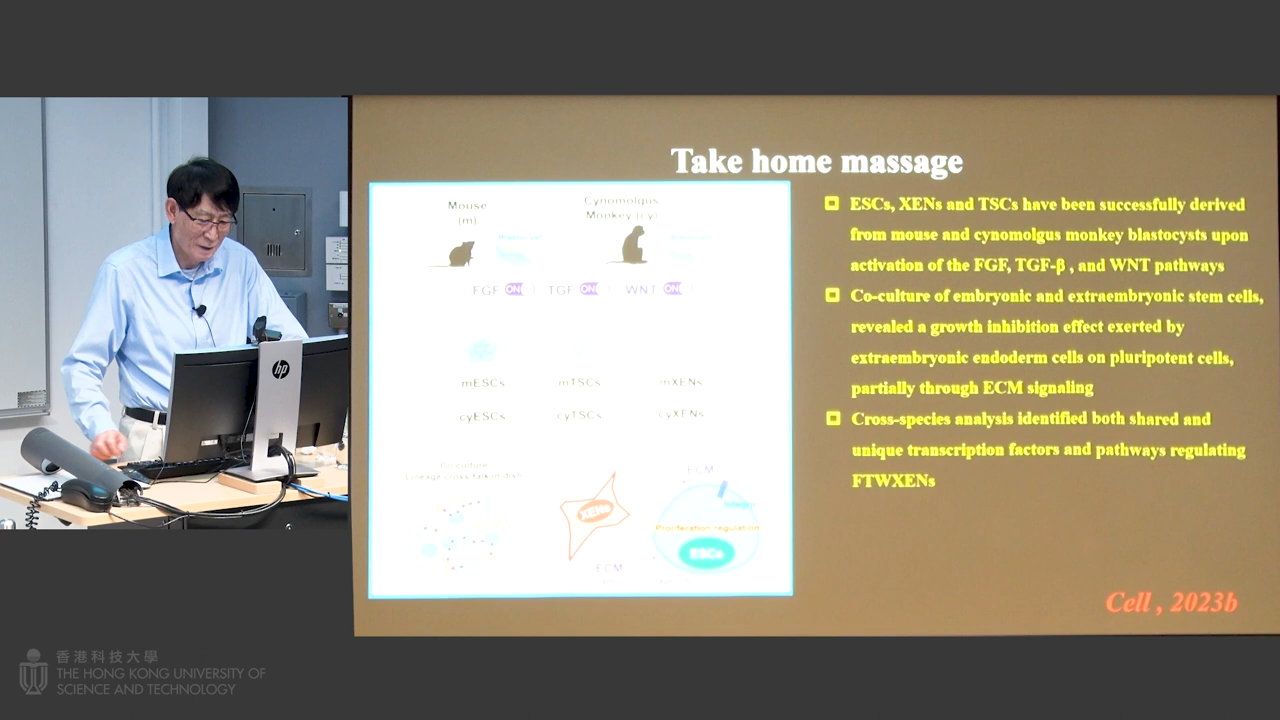 Take home massage
Mouse
(m)
Cynomolgus
Monkey (cy)
FGF ON TGF ON WNT ON
mESCs mTSCs mXENs
cyESCs cyTSCs cyXENs
Co-culture
Lineage cross-talk in dish
XENs
ECM
ECM
Proliferation regulation
ESCs
ESCs, XENs and TSCs have been successfully derived
from mouse and cynomolgus monkey blastocysts upon
activation of the FGF, TGF-β , and WNT pathways
Co-culture of embryonic and extraembryonic stem cells,
revealed a growth inhibition effect exerted by
extraembryonic endoderm cells on pluripotent cells,
partially through ECM signaling
Cross-species analysis identified both shared and
unique transcription factors and pathways regulating
FTWXENs
Cell , 2023b
hp
香港科技大學
THE HONG KONG UNIVERSITY OF
SCIENCE AND TECHNOLOGY